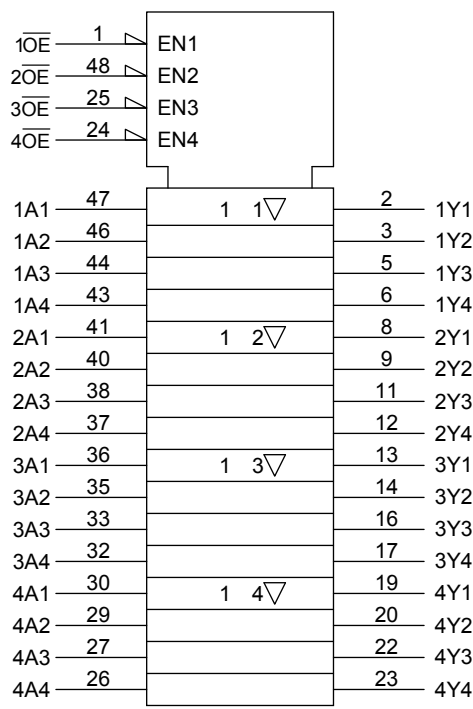 1O̅E̅ 1 EN1
2O̅E̅ 48 EN2
3O̅E̅ 25 EN3
4O̅E̅ 24 EN4
1A1 47 1 1▽ 2 1Y1
1A2 46 3 1Y2
1A3 44 5 1Y3
1A4 43 6 1Y4
2A1 41 1 2▽ 8 2Y1
2A2 40 9 2Y2
2A3 38 11 2Y3
2A4 37 12 2Y4
3A1 36 1 3▽ 13 3Y1
3A2 35 14 3Y2
3A3 33 16 3Y3
3A4 32 17 3Y4
4A1 30 1 4▽ 19 4Y1
4A2 29 20 4Y2
4A3 27 22 4Y3
4A4 26 23 4Y4